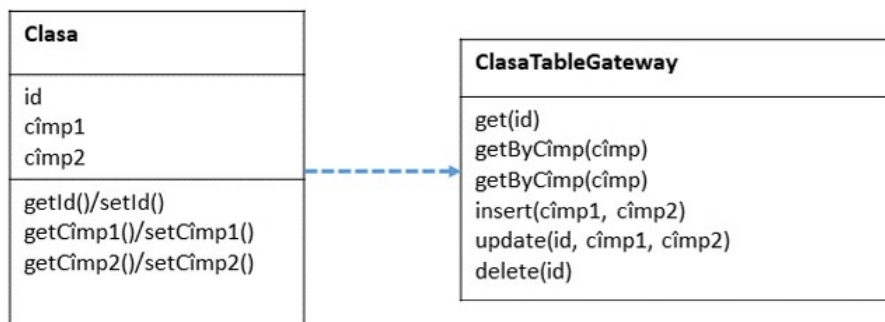 Clasa
id
cîmp1
cîmp2
getId()/setId()
getCîmp1()/setCîmp1()
getCîmp2()/setCîmp2()
ClasaTableGateway
get(id)
getByCîmp(cîmp)
getByCîmp(cîmp)
insert(cîmp1, cîmp2)
update(id, cîmp1, cîmp2)
delete(id)